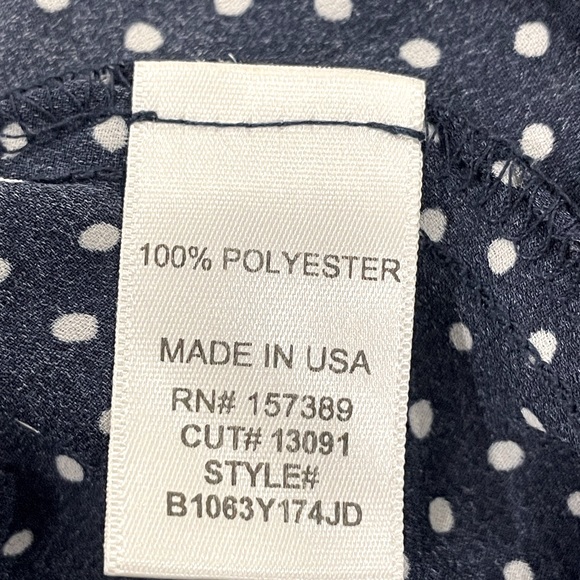 100% POLYESTER
MADE IN USA
RN# 157389
CUT# 13091
STYLE#
B1063Y174JD